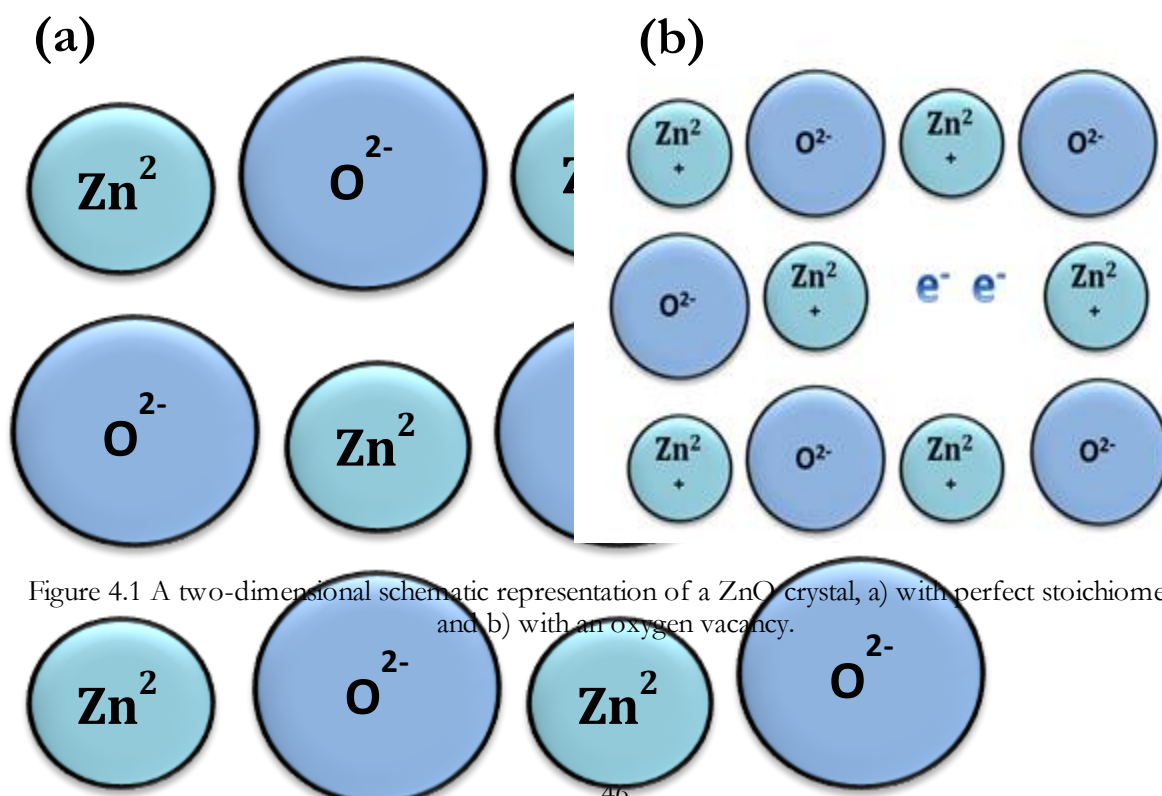 (a)
Zn2 O2-
O2- Zn2
(b)
Zn2 O2- Zn2 O2-
+ +
O2- Zn2 e- e- Zn2
+ +
Zn2 O2- Zn2 O2-
+ +
Figure 4.1 A two-dimensional schematic representation of a ZnO crystal, a) with perfect stoichiome
and b) with an oxygen vacancy.
Zn2 O2- Zn2 O2-
46